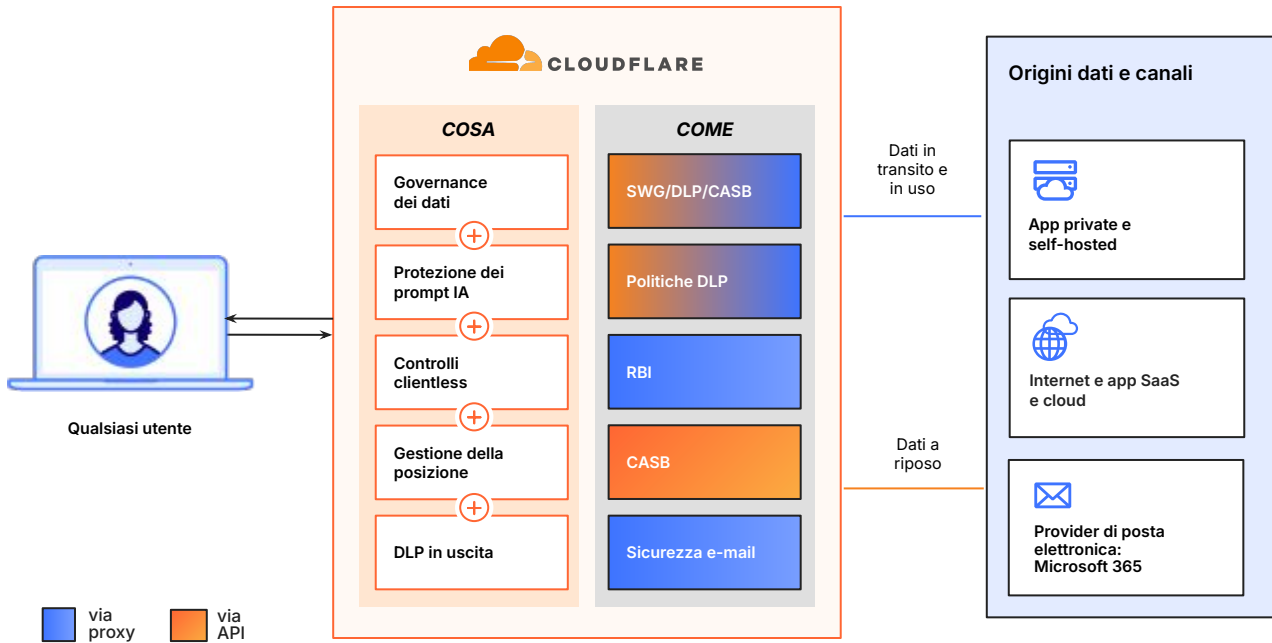 CLOUDFLARE
COSA
Governance
dei dati
Protezione dei
prompt IA
Controlli
clientless
Gestione della
posizione
DLP in uscita
COME
SWG/DLP/CASB
Politiche DLP
RBI
CASB
Sicurezza e-mail
Qualsiasi utente
via
proxy
via
API
Dati in
transito e
in uso
Dati a
riposo
Origini dati e canali
App private e
self-hosted
Internet e app SaaS
e cloud
Provider di posta
elettronica:
Microsoft 365